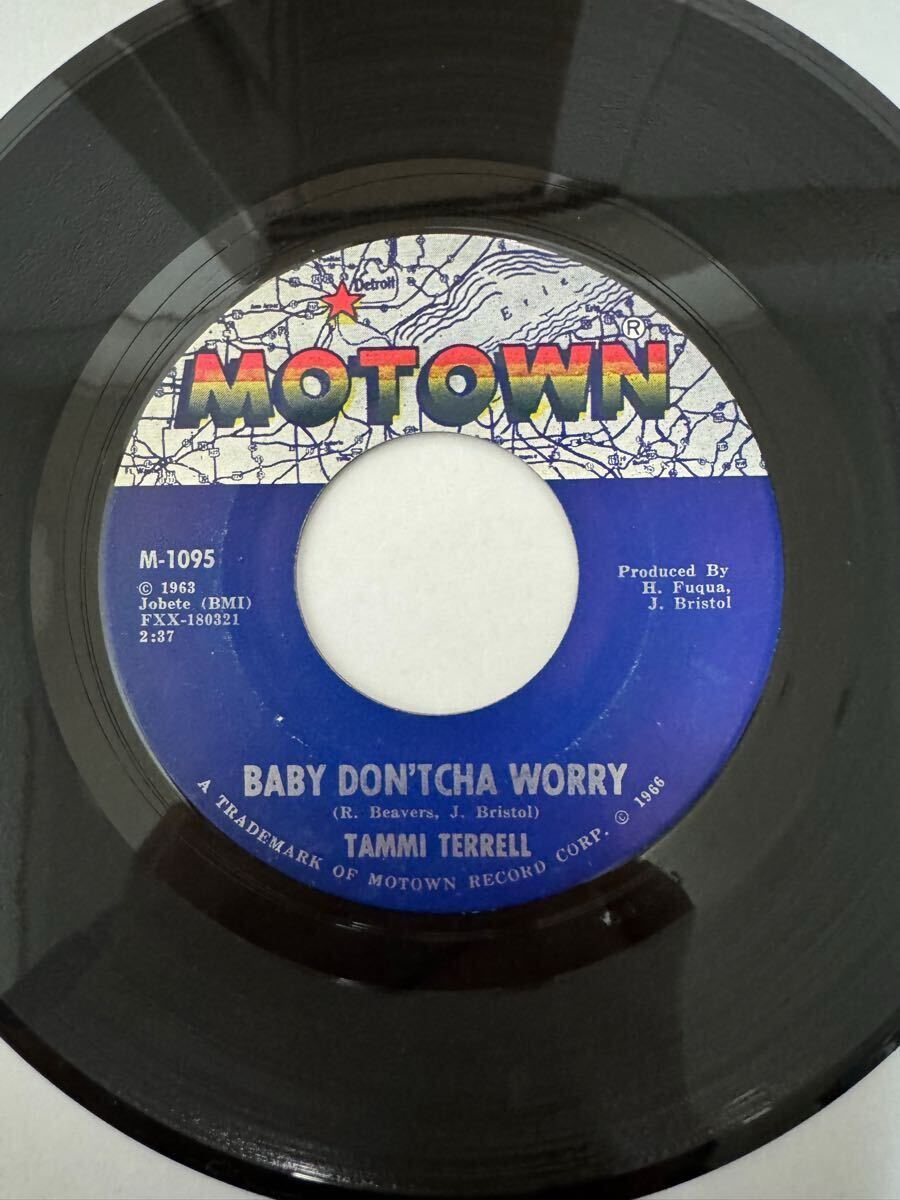 Detroit
Erie
MOTOWN®
M-1095
© 1963
Jobete (BMI)
FXX-180321
2:37
Produced By
H. Fuqua,
J. Bristol
BABY DON'TCHA WORRY
(R. Beavers, J. Bristol)
TAMMI TERRELL
A TRADEMARK OF MOTOWN RECORD CORP. © 1966